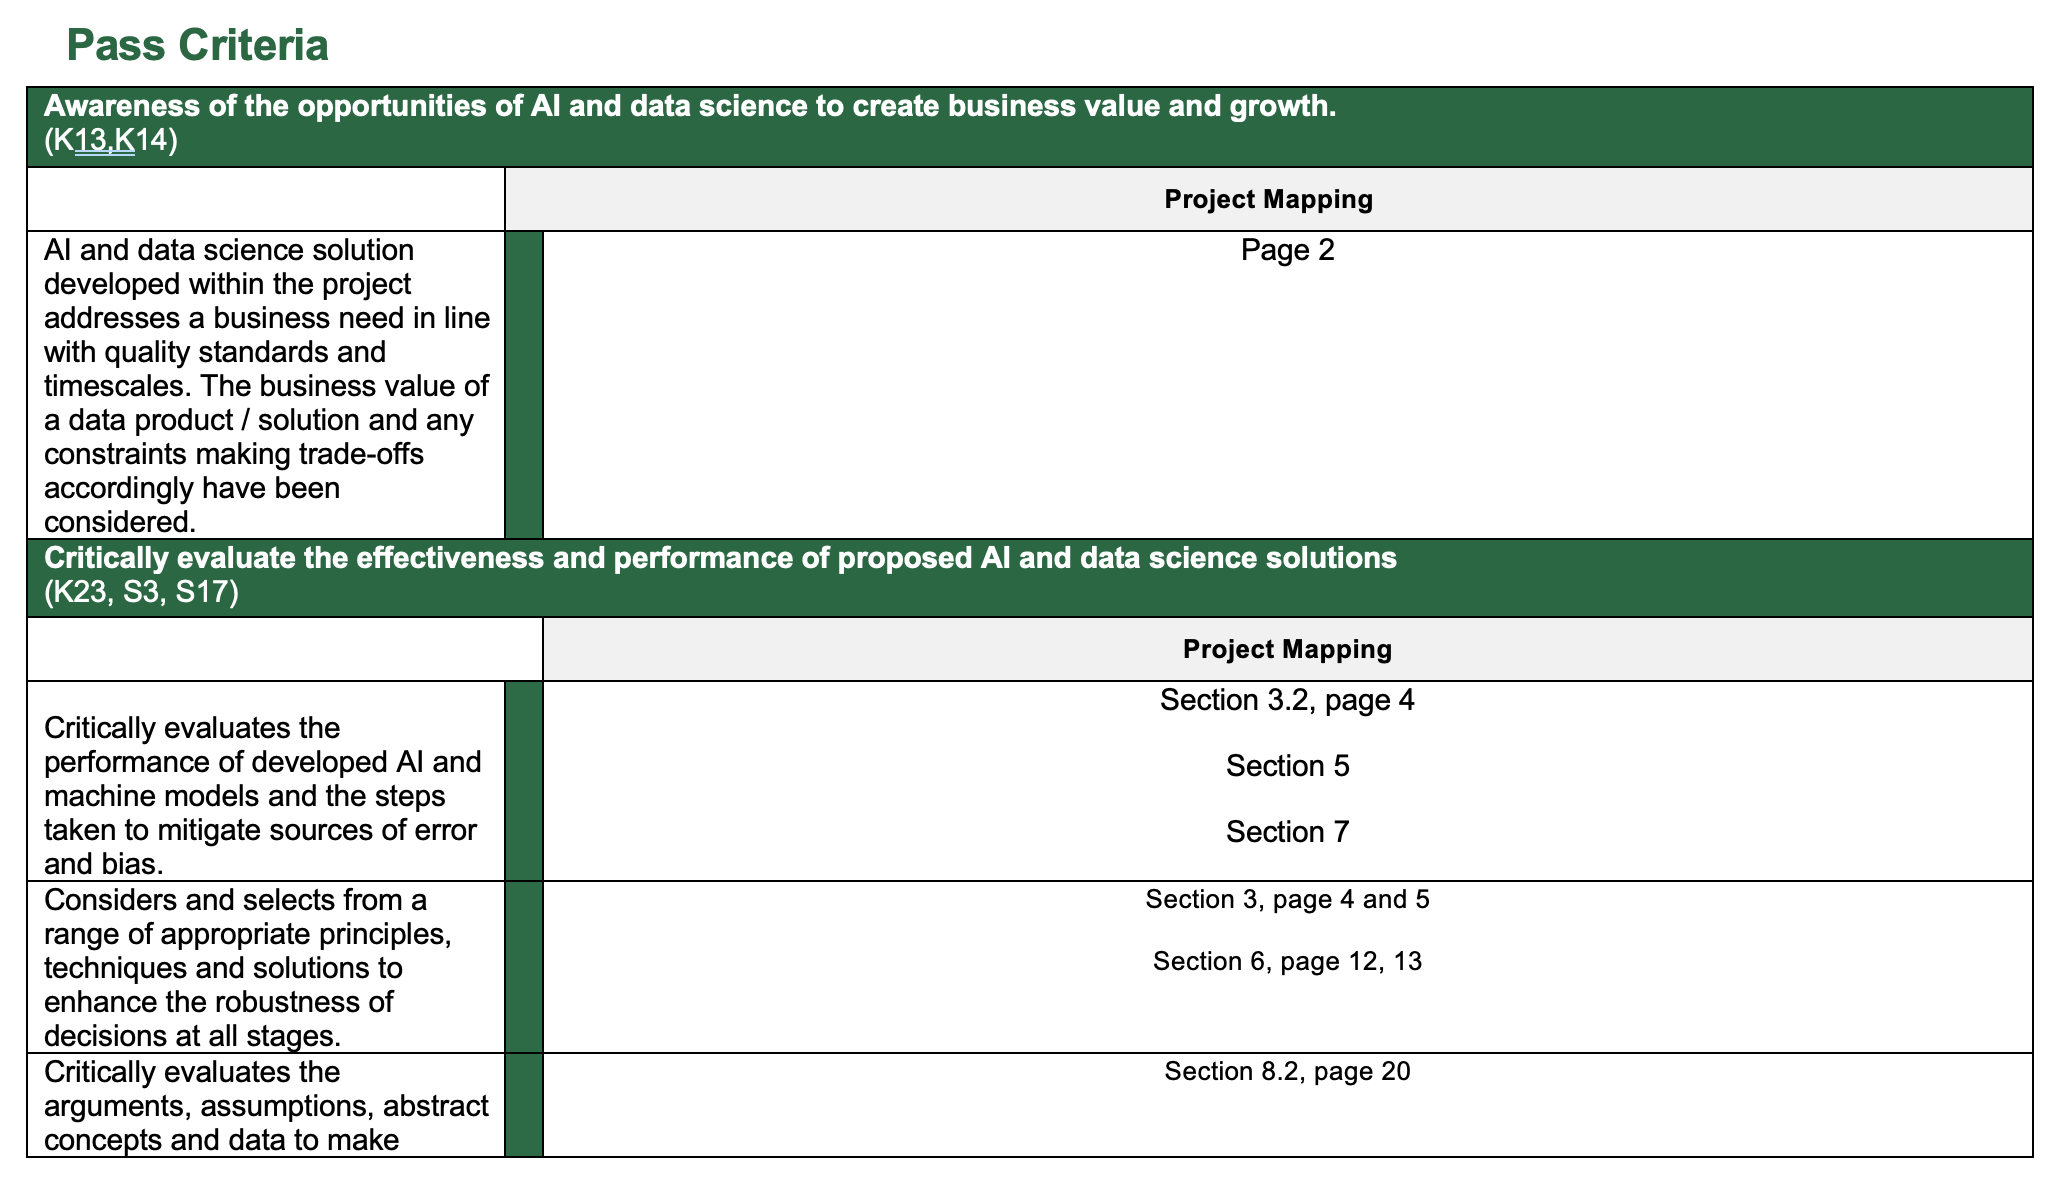 Pass Criteria
Awareness of the opportunities of AI and data science to create business value and growth.
(K13,K14)
Project Mapping
AI and data science solution
developed within the project
addresses a business need in line
with quality standards and
timescales. The business value of
a data product / solution and any
constraints making trade-offs
accordingly have been
considered.
Page 2
Critically evaluate the effectiveness and performance of proposed AI and data science solutions
(K23, S3, S17)
Project Mapping
Critically evaluates the
performance of developed AI and
machine models and the steps
taken to mitigate sources of error
and bias.
Section 3.2, page 4
Section 5
Section 7
Considers and selects from a
range of appropriate principles,
techniques and solutions to
enhance the robustness of
decisions at all stages.
Section 3, page 4 and 5
Section 6, page 12, 13
Critically evaluates the
arguments, assumptions, abstract
concepts and data to make
Section 8.2, page 20